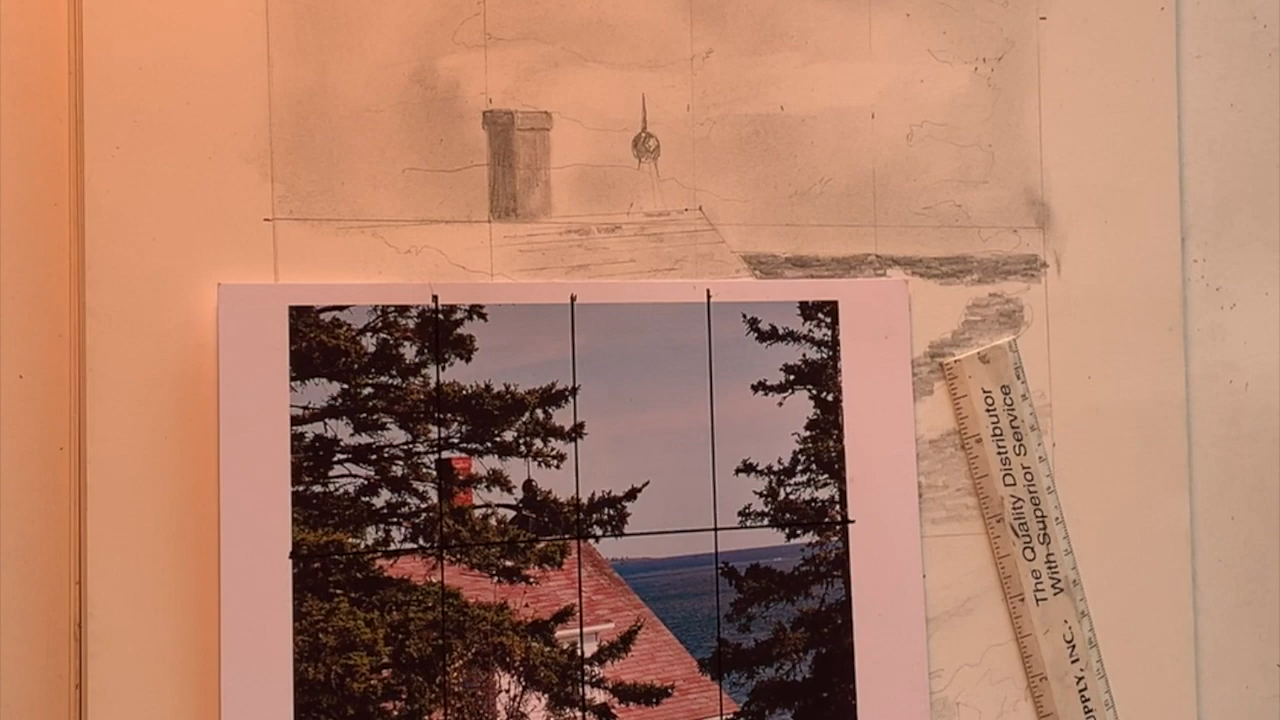 The Quality Distributor
With Superior Service
UPPLY, INC.